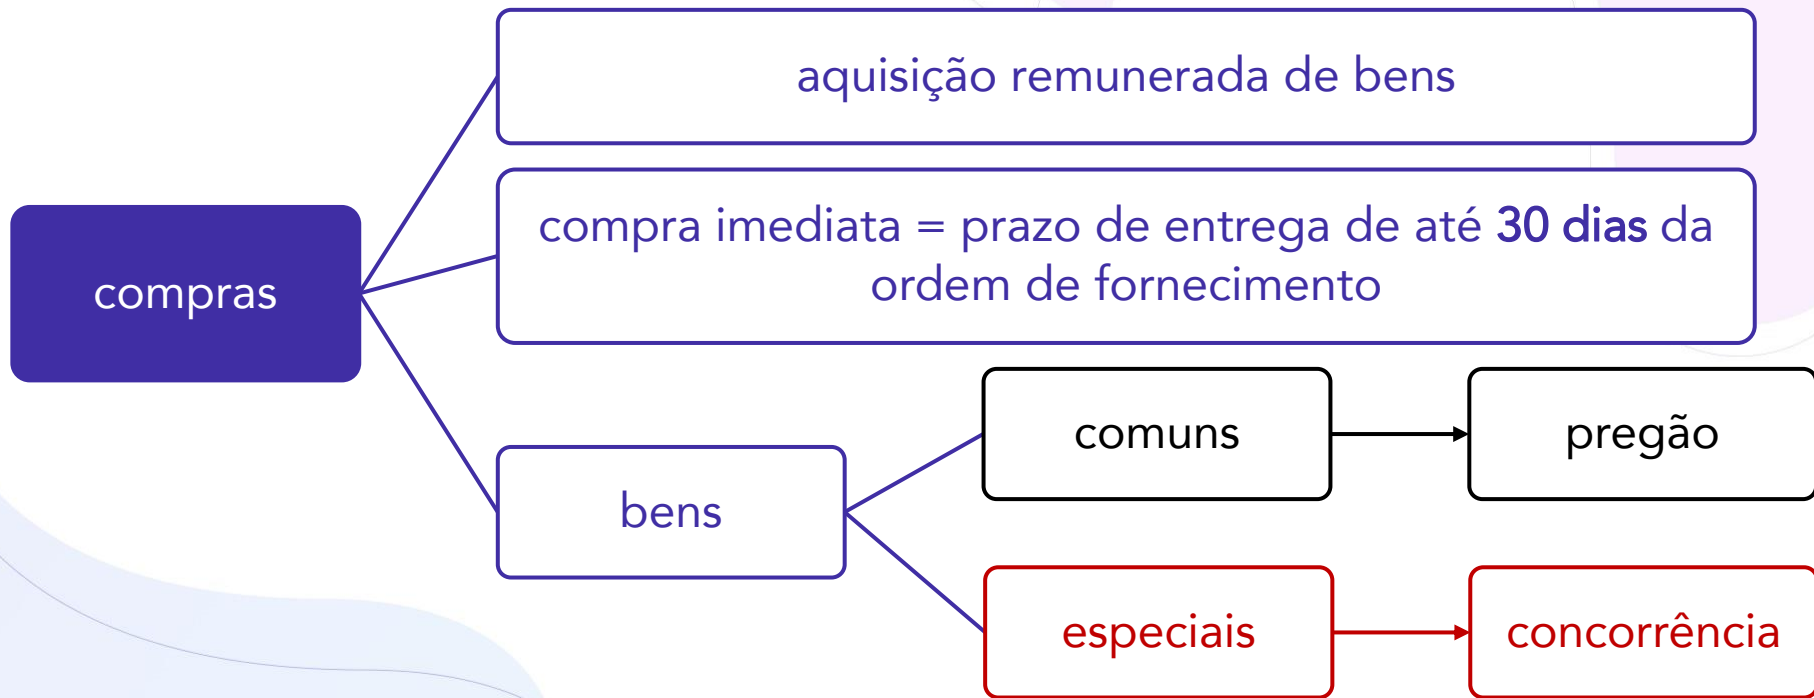 aquisição remunerada de bens
compras
compra imediata = prazo de entrega de até 30 dias da
ordem de fornecimento
bens
comuns
pregão
especiais
concorrência